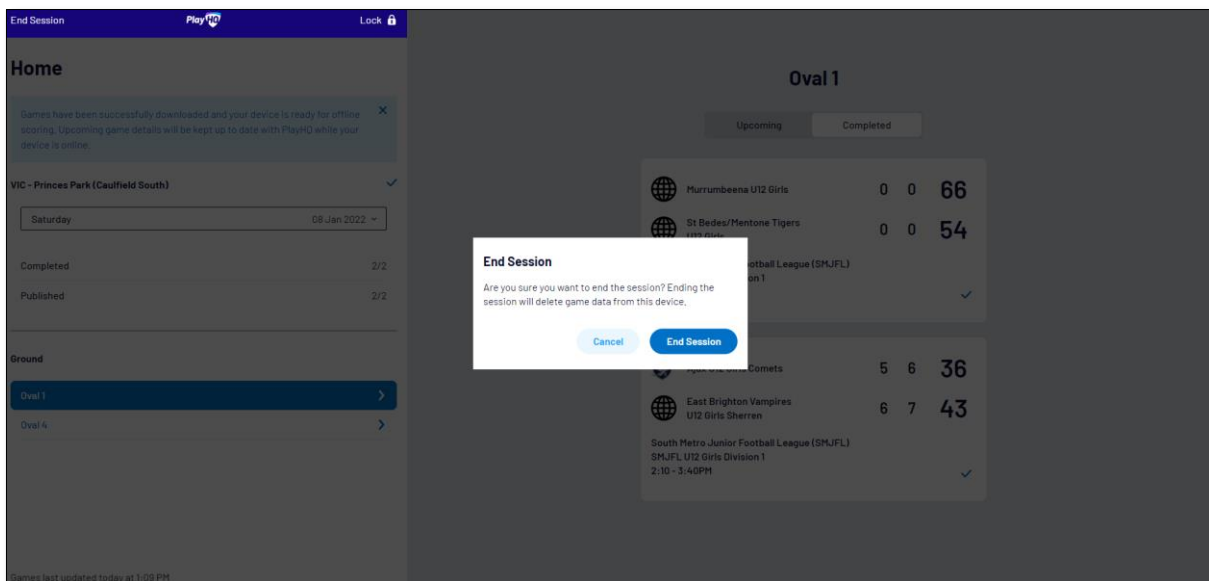 End Session
PlayHQ
Lock
Home
Games have been successfully downloaded and your device is ready for offline
scoring. Upcoming game details will be kept up to date with PlayHQ while your
device is online.
VIC - Princes Park (Caulfield South)
Saturday 08 Jan 2022
Completed 2/2
Published 2/2
Ground
Oval 1
Oval 4
Games last updated today at 1:09 PM
Oval 1
Upcoming Completed
Murrumbeena U12 Girls 0 0 66
St Bedes/Mentone Tigers 0 0 54
U12 Girls
ootball League (SMJFL)
on 1
End Session
Are you sure you want to end the session? Ending the
session will delete game data from this device.
Cancel
End Session
Comets 5 6 36
East Brighton Vampires
U12 Girls Sherren 6 7 43
South Metro Junior Football League (SMJFL)
SMJFL U12 Girls Division 1
2:10 - 3:40PM